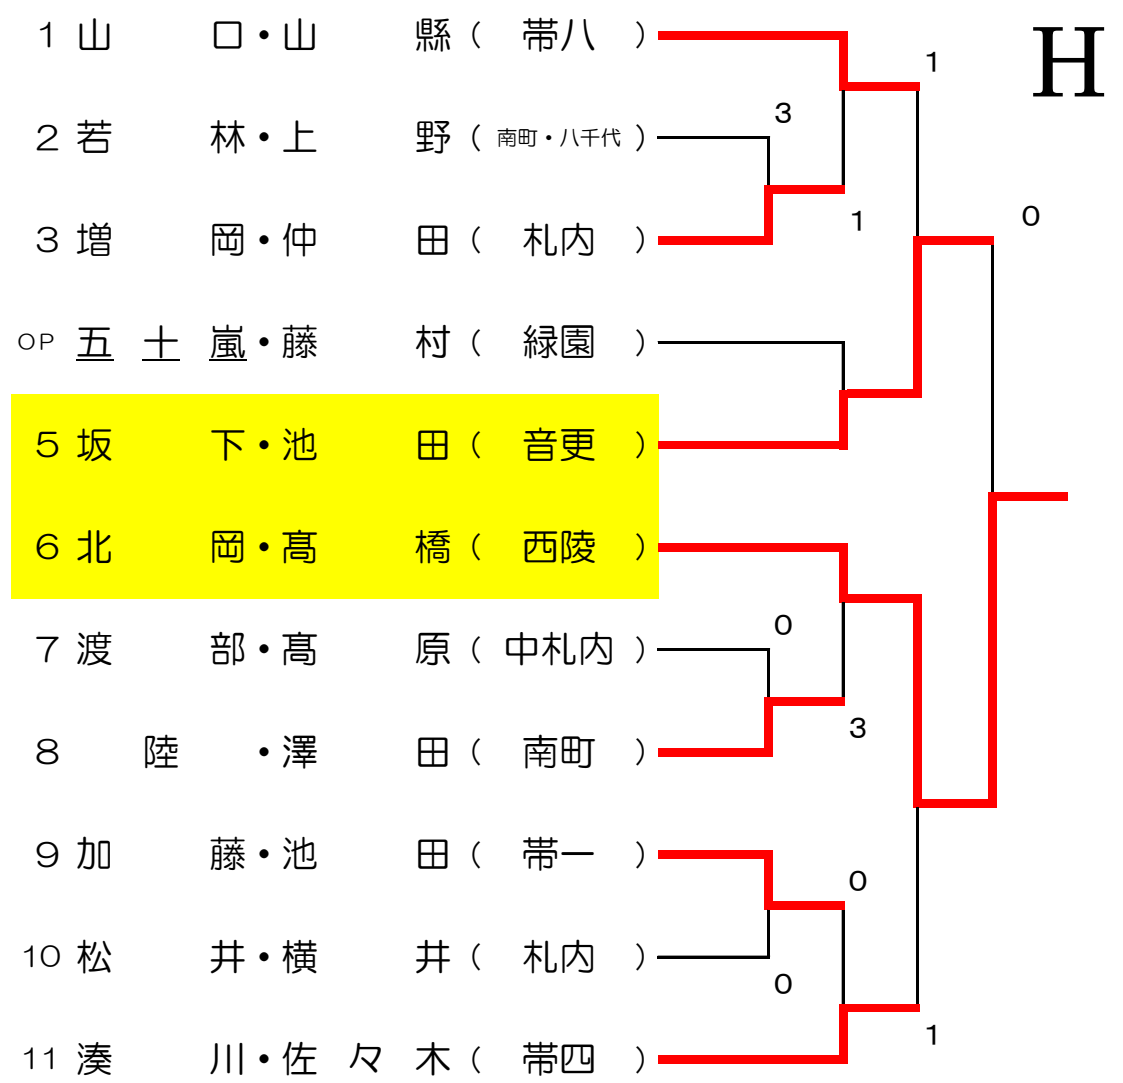 1 山口・山縣（ 帯八 ） 1 H
2 若林・上野（ 南町・八千代 ） 3
3 増岡・仲田（ 札内 ） 1 0
OP 五十嵐・藤村（ 緑園 ）
5 坂下・池田（ 音更 ）
6 北岡・髙橋（ 西陵 ）
7 渡部・髙原（ 中札内 ） 0
8 陸・澤田（ 南町 ） 3
9 加藤・池田（ 帯一 ） 0
10 松井・横井（ 札内 ） 0
11 湊川・佐々木（ 帯四 ） 1